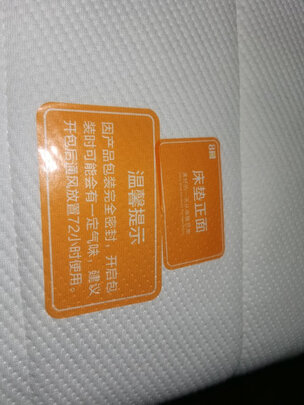 温馨提示
因产品包装完全密封，开启包
装时可能会有一定气味，建议
开包后通风放置72小时使用。
床垫正面